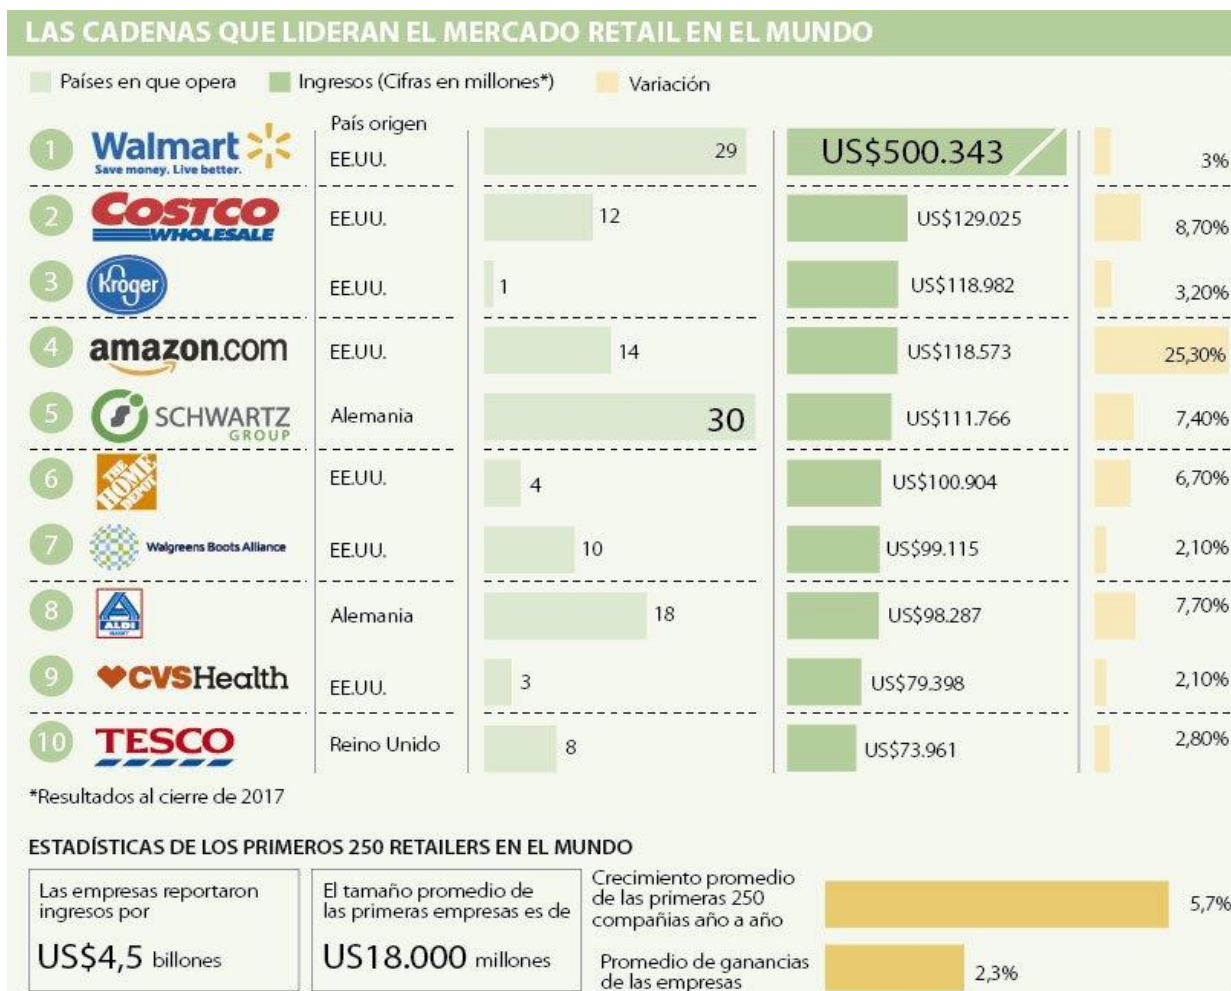 LAS CADENAS QUE LIDERAN EL MERCADO RETAIL EN EL MUNDO
Países en que opera Ingresos (Cifras en millones*) Variación
País origen
1 Walmart Save money. Live better. EE.UU. 29 US$500.343 3%
2 COSTCO WHOLESALE EE.UU. 12 US$129.025 8,70%
3 Kroger EE.UU. 1 US$118.982 3,20%
4 amazon.com EE.UU. 14 US$118.573 25,30%
5 SCHWARTZ GROUP Alemania 30 US$111.766 7,40%
6 THE HOME DEPOT EE.UU. 4 US$100.904 6,70%
7 Walgreens Boots Alliance EE.UU. 10 US$99.115 2,10%
8 ALDI Alemania 18 US$98.287 7,70%
9 CVSHealth EE.UU. 3 US$79.398 2,10%
10 TESCO Reino Unido 8 US$73.961 2,80%
*Resultados al cierre de 2017
ESTADÍSTICAS DE LOS PRIMEROS 250 RETAILERS EN EL MUNDO
Las empresas reportaron
ingresos por
US$4,5 billones
El tamaño promedio de
las primeras empresas es de
US18.000 millones
Crecimiento promedio
de las primeras 250
compañias año a año
5,7%
Promedio de ganancias
de las empresas
2,3%